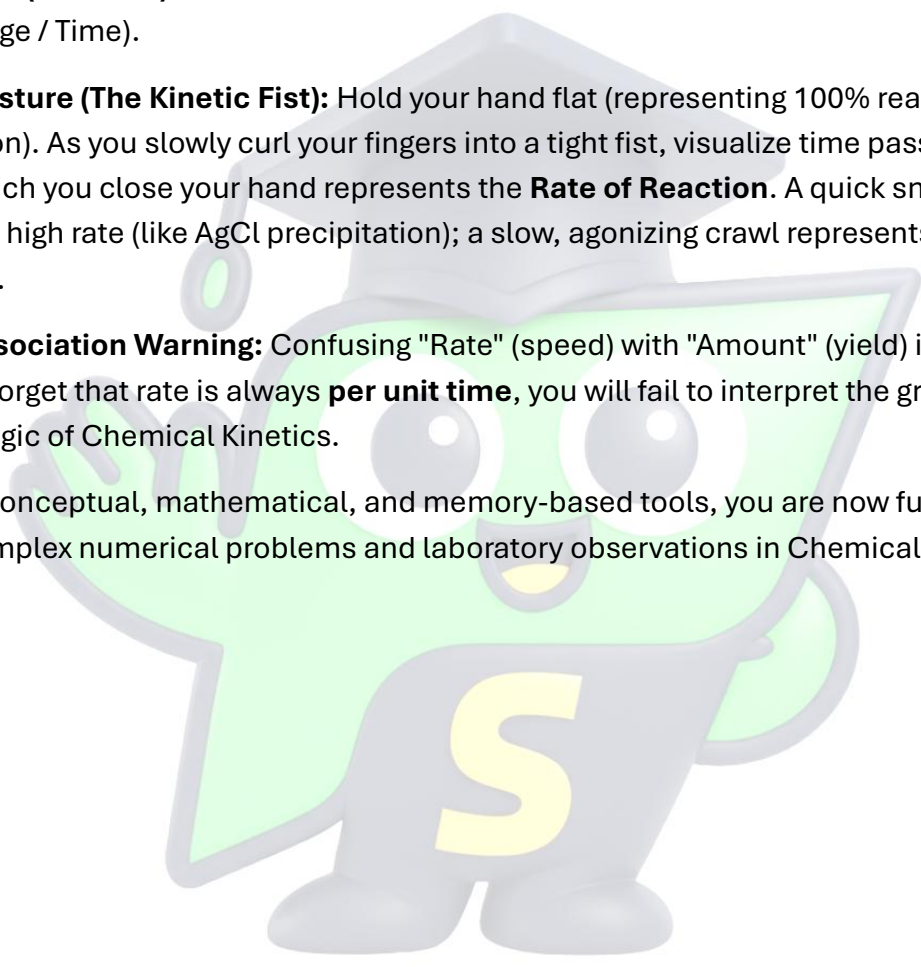 ge / Time).
sture (The Kinetic Fist): Hold your hand flat (representing 100% rea
on). As you slowly curl your fingers into a tight fist, visualize time pas
ch you close your hand represents the Rate of Reaction. A quick sn
high rate (like AgCl precipitation); a slow, agonizing crawl represents
.
sociation Warning: Confusing "Rate" (speed) with "Amount" (yield) i
orget that rate is always per unit time, you will fail to interpret the gr
gic of Chemical Kinetics.
onceptual, mathematical, and memory-based tools, you are now fu
mplex numerical problems and laboratory observations in Chemical
S